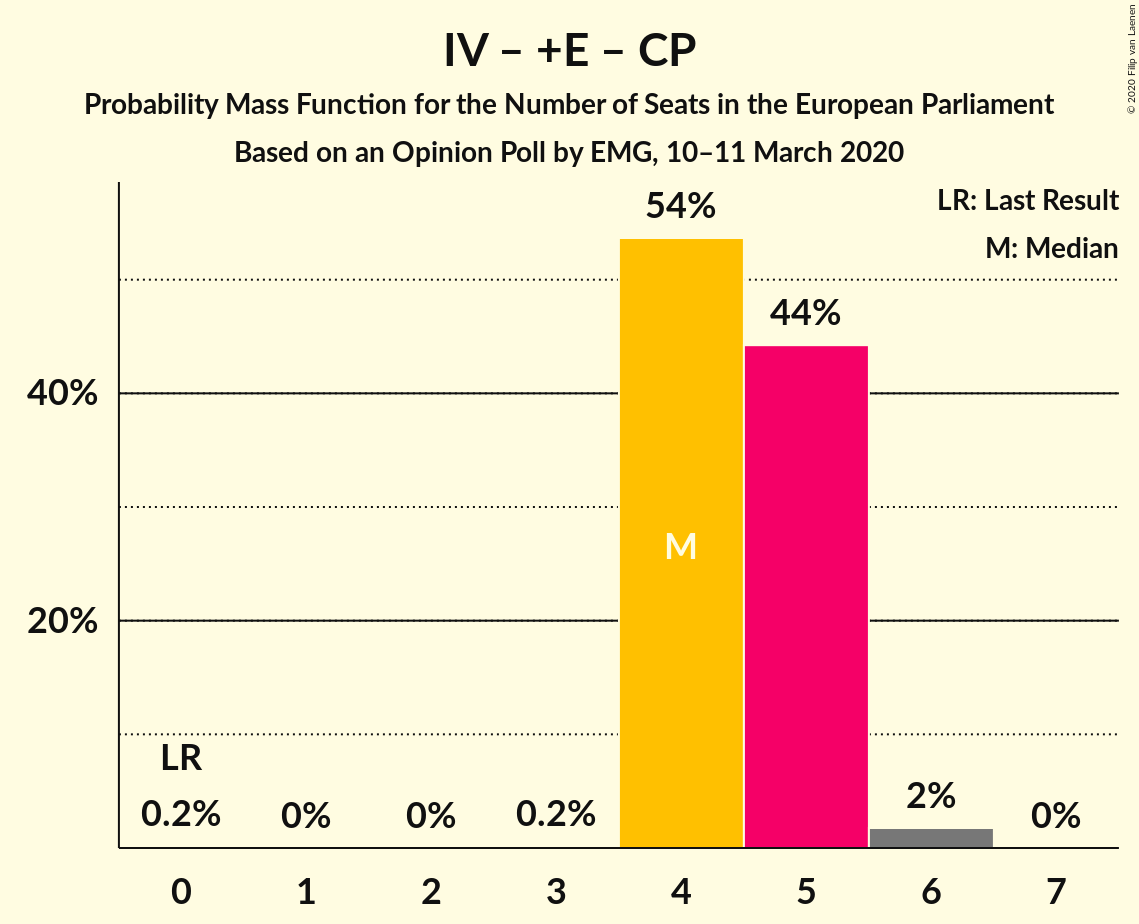 IV – +E – CP
Probability Mass Function for the Number of Seats in the European Parliament
Based on an Opinion Poll by EMG, 10–11 March 2020
© 2020 Filip van Laenen
LR: Last Result
M: Median
54%
44%
40%
M
20%
LR
0.2%
0%
0%
0.2%
2%
0%
0
1
2
3
4
5
6
7